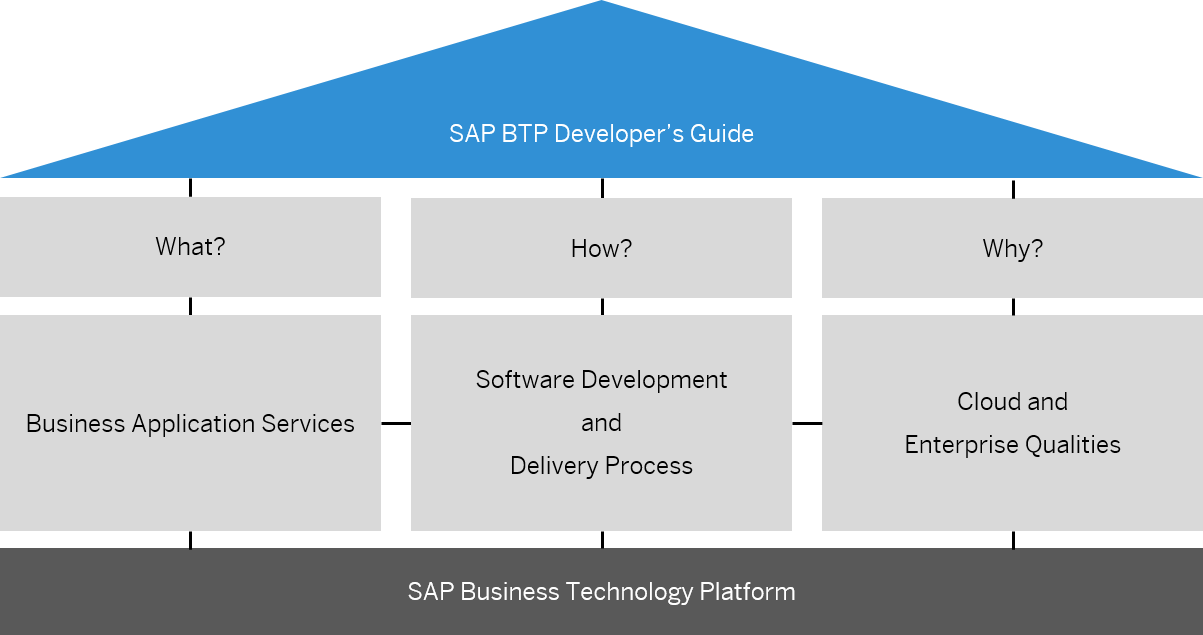 SAP BTP Developer's Guide
What?
How?
Why?
Business Application Services
Software Development
and
Delivery Process
Cloud and
Enterprise Qualities
SAP Business Technology Platform